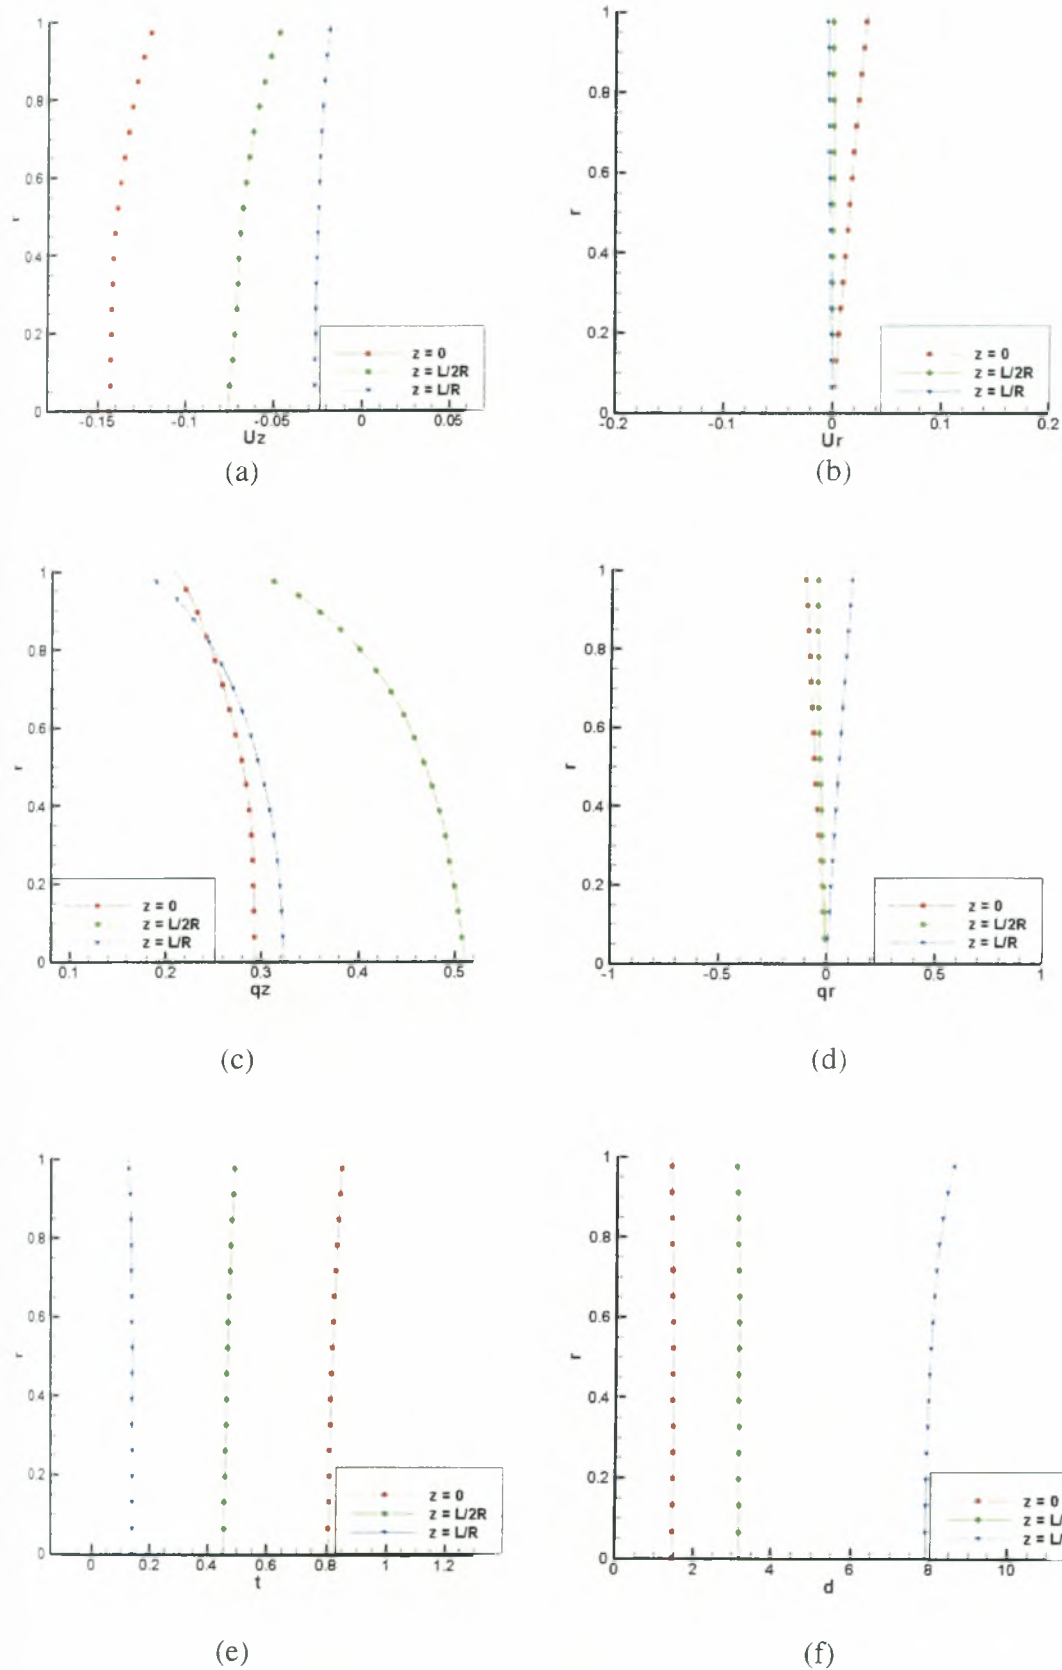 1
0.8
0.6
0.4
0.2
0
r
-0.15
-0.1
-0.05
0
0.05
Uz
z = 0
z = L/2R
z = L/R
(a)
1
0.8
0.6
0.4
0.2
0
r
-0.2
-0.1
0
0.1
0.2
Ur
z = 0
z = L/2R
z = L/R
(b)
1
0.8
0.6
0.4
0.2
0
r
0.1
0.2
0.3
0.4
0.5
qz
z = 0
z = L/2R
z = L/R
(c)
1
0.8
0.6
0.4
0.2
0
r
-1
-0.5
0
0.5
1
qr
z = 0
z = L/2R
z = L/R
(d)
1
0.8
0.6
0.4
0.2
0
r
0
0.2
0.4
0.6
0.8
1
1.2
t
z = 0
z = L/2R
z = L/R
(e)
1
0.8
0.6
0.4
0.2
0
r
0
2
4
6
8
10
d
z = 0
z = L/
z = L/
(f)